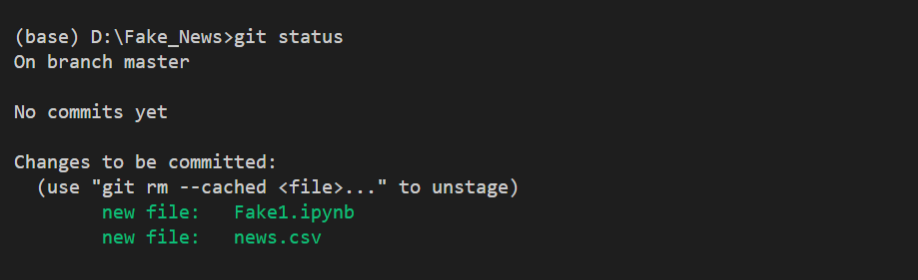 (base) D:\Fake_News>git status
On branch master
No commits yet
Changes to be committed:
(use "git rm --cached <file>..." to unstage)
new file: Fake1.ipynb
new file: news.csv